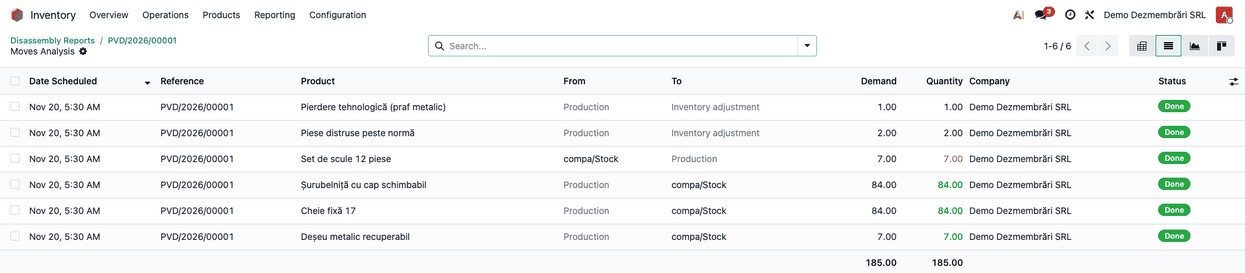 Inventory Overview Operations Products Reporting Configuration AI 3 Demo Dezmembrări SRL A
Disassembly Reports / PVD/2026/00001
Moves Analysis
Search...
1-6 / 6
Date Scheduled Reference Product From To Demand Quantity Company Status
Nov 20, 5:30 AM PVD/2026/00001 Pierdere tehnologică (praf metalic) Production Inventory adjustment 1.00 1.00 Demo Dezmembrări SRL Done
Nov 20, 5:30 AM PVD/2026/00001 Piese distruse peste normă Production Inventory adjustment 2.00 2.00 Demo Dezmembrări SRL Done
Nov 20, 5:30 AM PVD/2026/00001 Set de scule 12 piese compa/Stock Production 7.00 7.00 Demo Dezmembrări SRL Done
Nov 20, 5:30 AM PVD/2026/00001 Șurubelniță cu cap schimbabil Production compa/Stock 84.00 84.00 Demo Dezmembrări SRL Done
Nov 20, 5:30 AM PVD/2026/00001 Cheie fixă 17 Production compa/Stock 84.00 84.00 Demo Dezmembrări SRL Done
Nov 20, 5:30 AM PVD/2026/00001 Deșeu metalic recuperabil Production compa/Stock 7.00 7.00 Demo Dezmembrări SRL Done
185.00 185.00